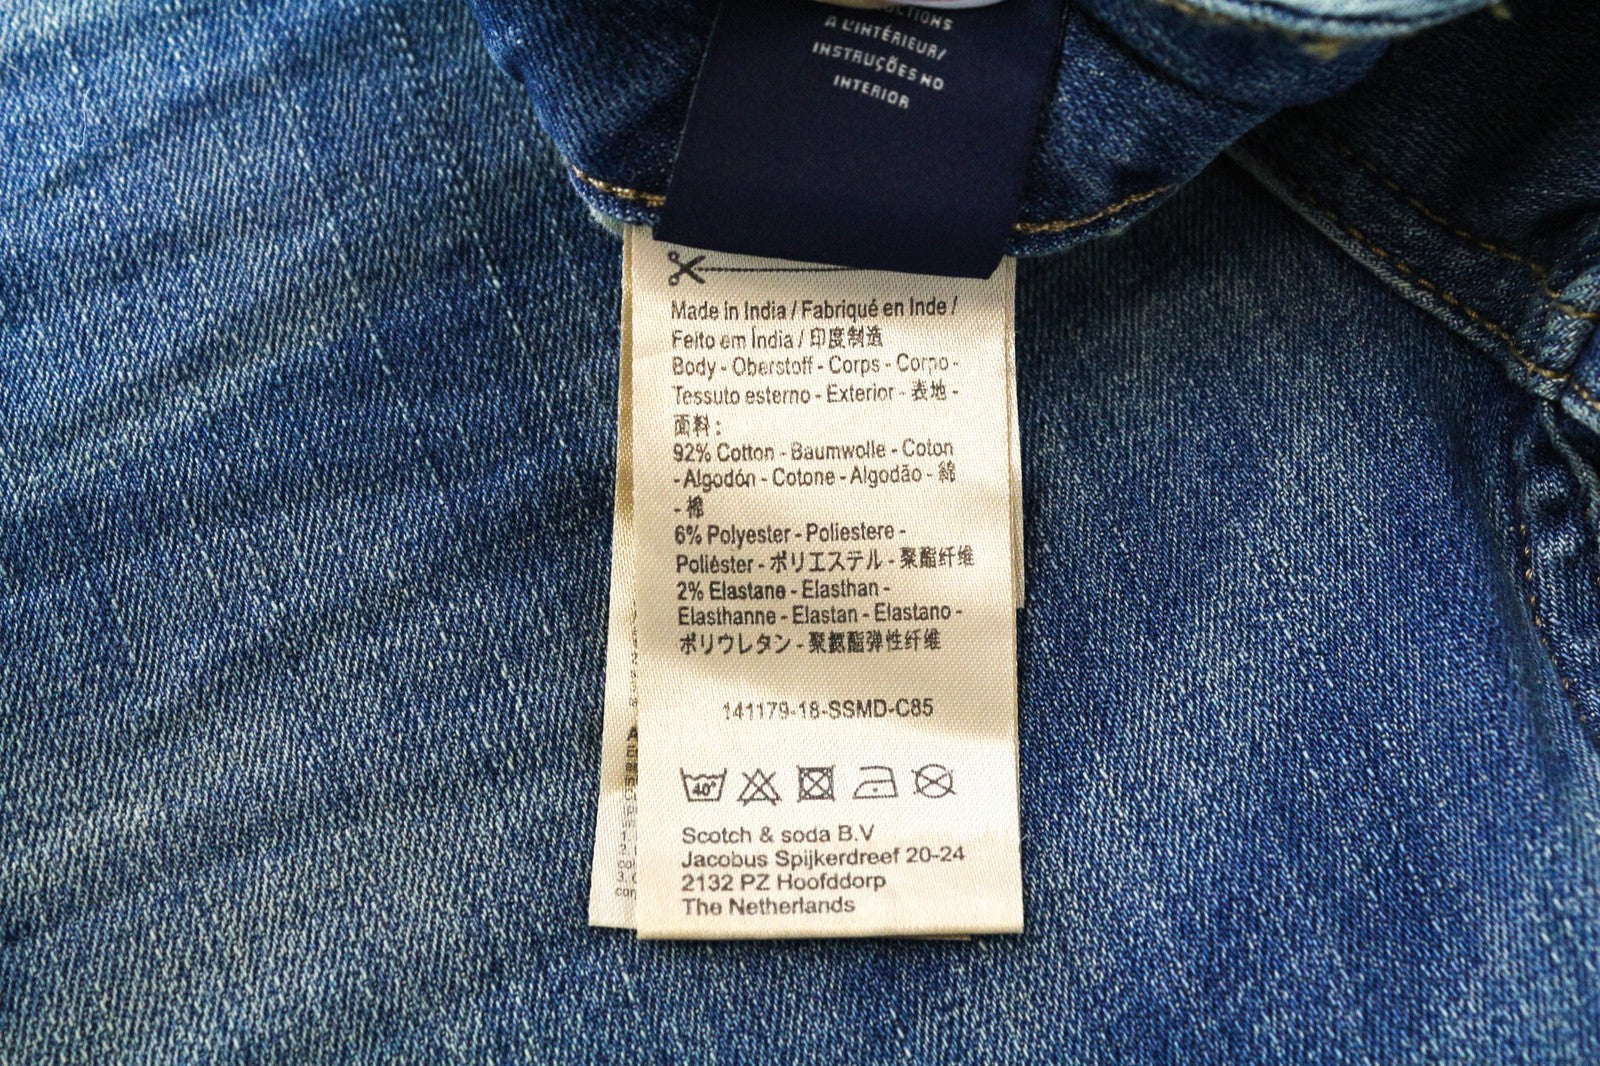 A L'INTÉRIEUR/
INSTRUÇÕES NO
INTERIOR
Made in India / Fabriqué en Inde /
Feito em Índia / 印度制造
Body - Oberstoff - Corps - Corpo -
Tessuto esterno - Exterior - 表地 -
面料 :
92% Cotton - Baumwolle - Coton
- Algodón - Cotone - Algodão - 綿
- 棉
6% Polyester - Poliestere -
Poliéster - ポリエステル - 聚酯纤维
2% Elastane - Elasthan -
Elasthanne - Elastan - Elastano -
ポリウレタン - 聚氨酯弹性纤维
141179-18-SSMD-C85
40°
Scotch & soda B.V
Jacobus Spijkerdreef 20-24
2132 PZ Hoofddorp
The Netherlands